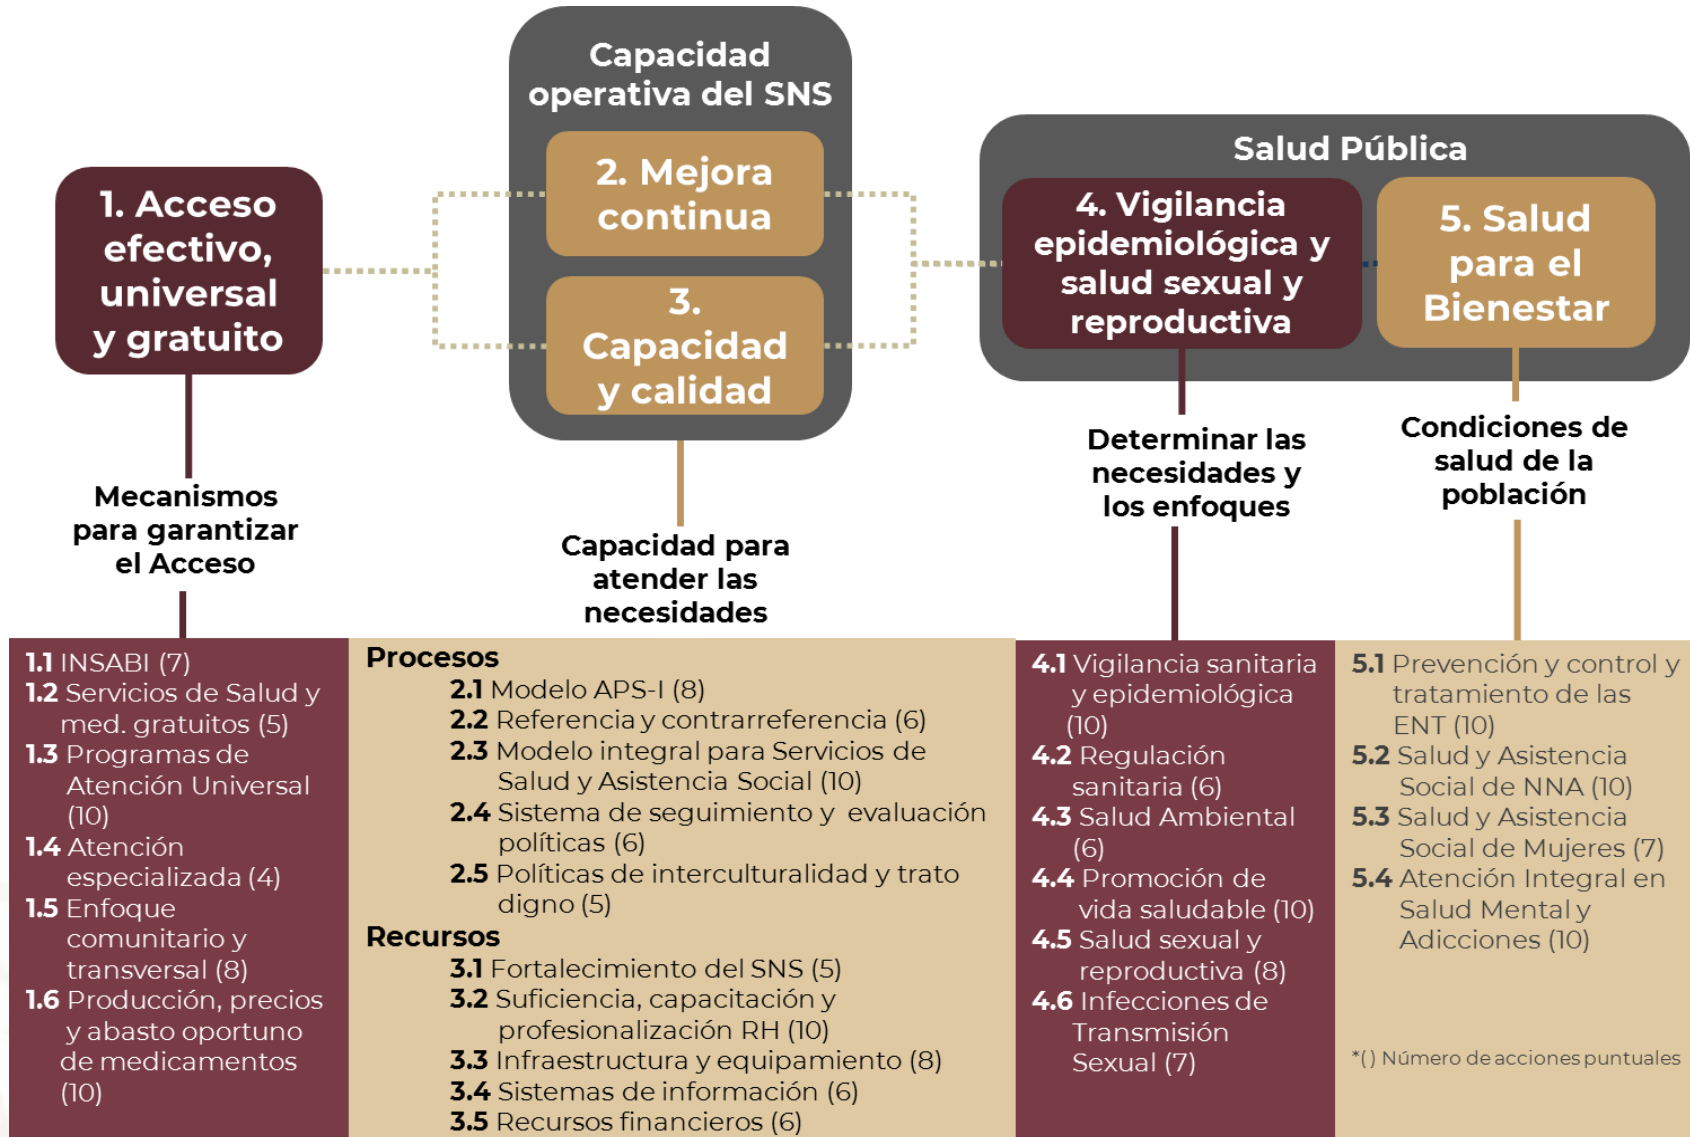 Capacidad
operativa del SNS
2. Mejora
continua
3.
Capacidad
y calidad
1. Acceso
efectivo,
universal
y gratuito
Salud Pública
4. Vigilancia
epidemiológica y
salud sexual y
reproductiva
5. Salud
para el
Bienestar
Mecanismos
para garantizar
el Acceso
Capacidad para
atender las
necesidades
Determinar las
necesidades y
los enfoques
Condiciones de
salud de la
población
1.1 INSABI (7)
1.2 Servicios de Salud y
med. gratuitos (5)
1.3 Programas de
Atención Universal
(10)
1.4 Atención
especializada (4)
1.5 Enfoque
comunitario y
transversal (8)
1.6 Producción, precios
y abasto oportuno
de medicamentos
(10)
Procesos
2.1 Modelo APS-I (8)
2.2 Referencia y contrarreferencia (6)
2.3 Modelo integral para Servicios de
Salud y Asistencia Social (10)
2.4 Sistema de seguimiento y evaluación
políticas (6)
2.5 Políticas de interculturalidad y trato
digno (5)
Recursos
3.1 Fortalecimiento del SNS (5)
3.2 Suficiencia, capacitación y
profesionalización RH (10)
3.3 Infraestructura y equipamiento (8)
3.4 Sistemas de información (6)
3.5 Recursos financieros (6)
4.1 Vigilancia sanitaria
y epidemiológica
(10)
4.2 Regulación
sanitaria (6)
4.3 Salud Ambiental
(6)
4.4 Promoción de
vida saludable (10)
4.5 Salud sexual y
reproductiva (8)
4.6 Infecciones de
Transmisión
Sexual (7)
5.1 Prevención y control y
tratamiento de las
ENT (10)
5.2 Salud y Asistencia
Social de NNA (10)
5.3 Salud y Asistencia
Social de Mujeres (7)
5.4 Atención Integral en
Salud Mental y
Adicciones (10)
*( ) Número de acciones puntuales